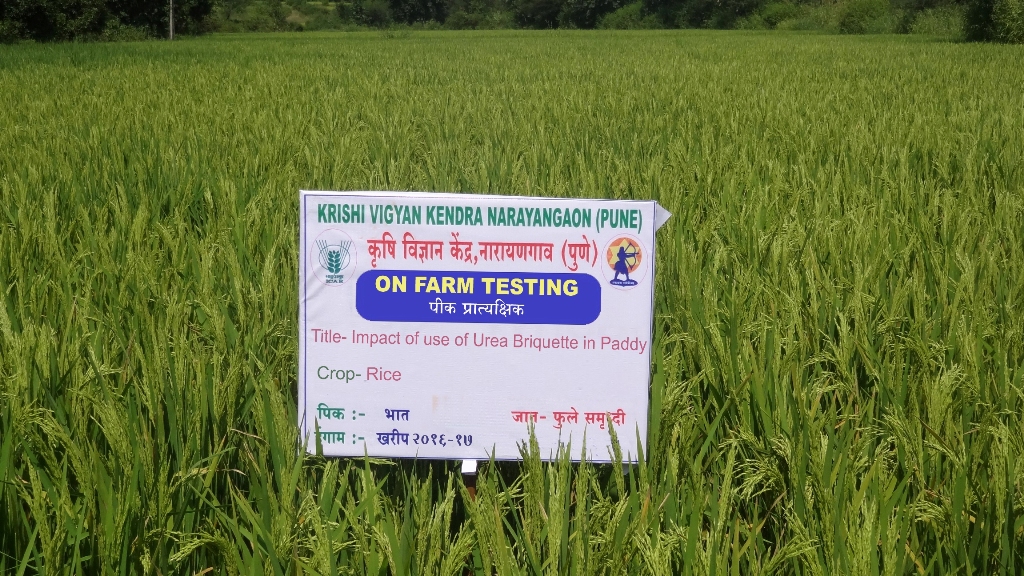 KRISHI VIGYAN KENDRA NARAYANGAON (PUNE)
कृषि विज्ञान केंद्र,नारायणगाव (पुणे)
ON FARM TESTING
पीक प्रात्यक्षिक
Title- Impact of use of Urea Briquette in Paddy
Crop- Rice
पिक :- भात
जात- फुले समृध्दी
हंगाम :- खरीप २०१६-१७